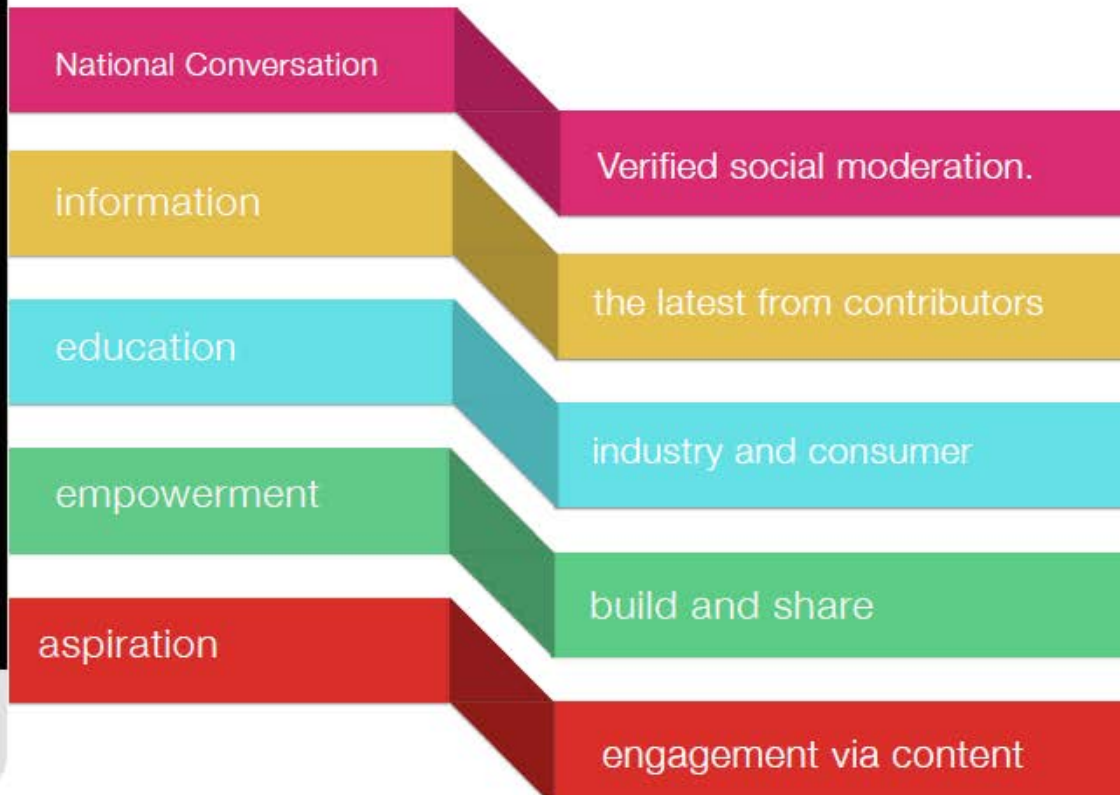 National Conversation
Verified social moderation.
information
the latest from contributors
education
industry and consumer
empowerment
build and share
aspiration
engagement via content